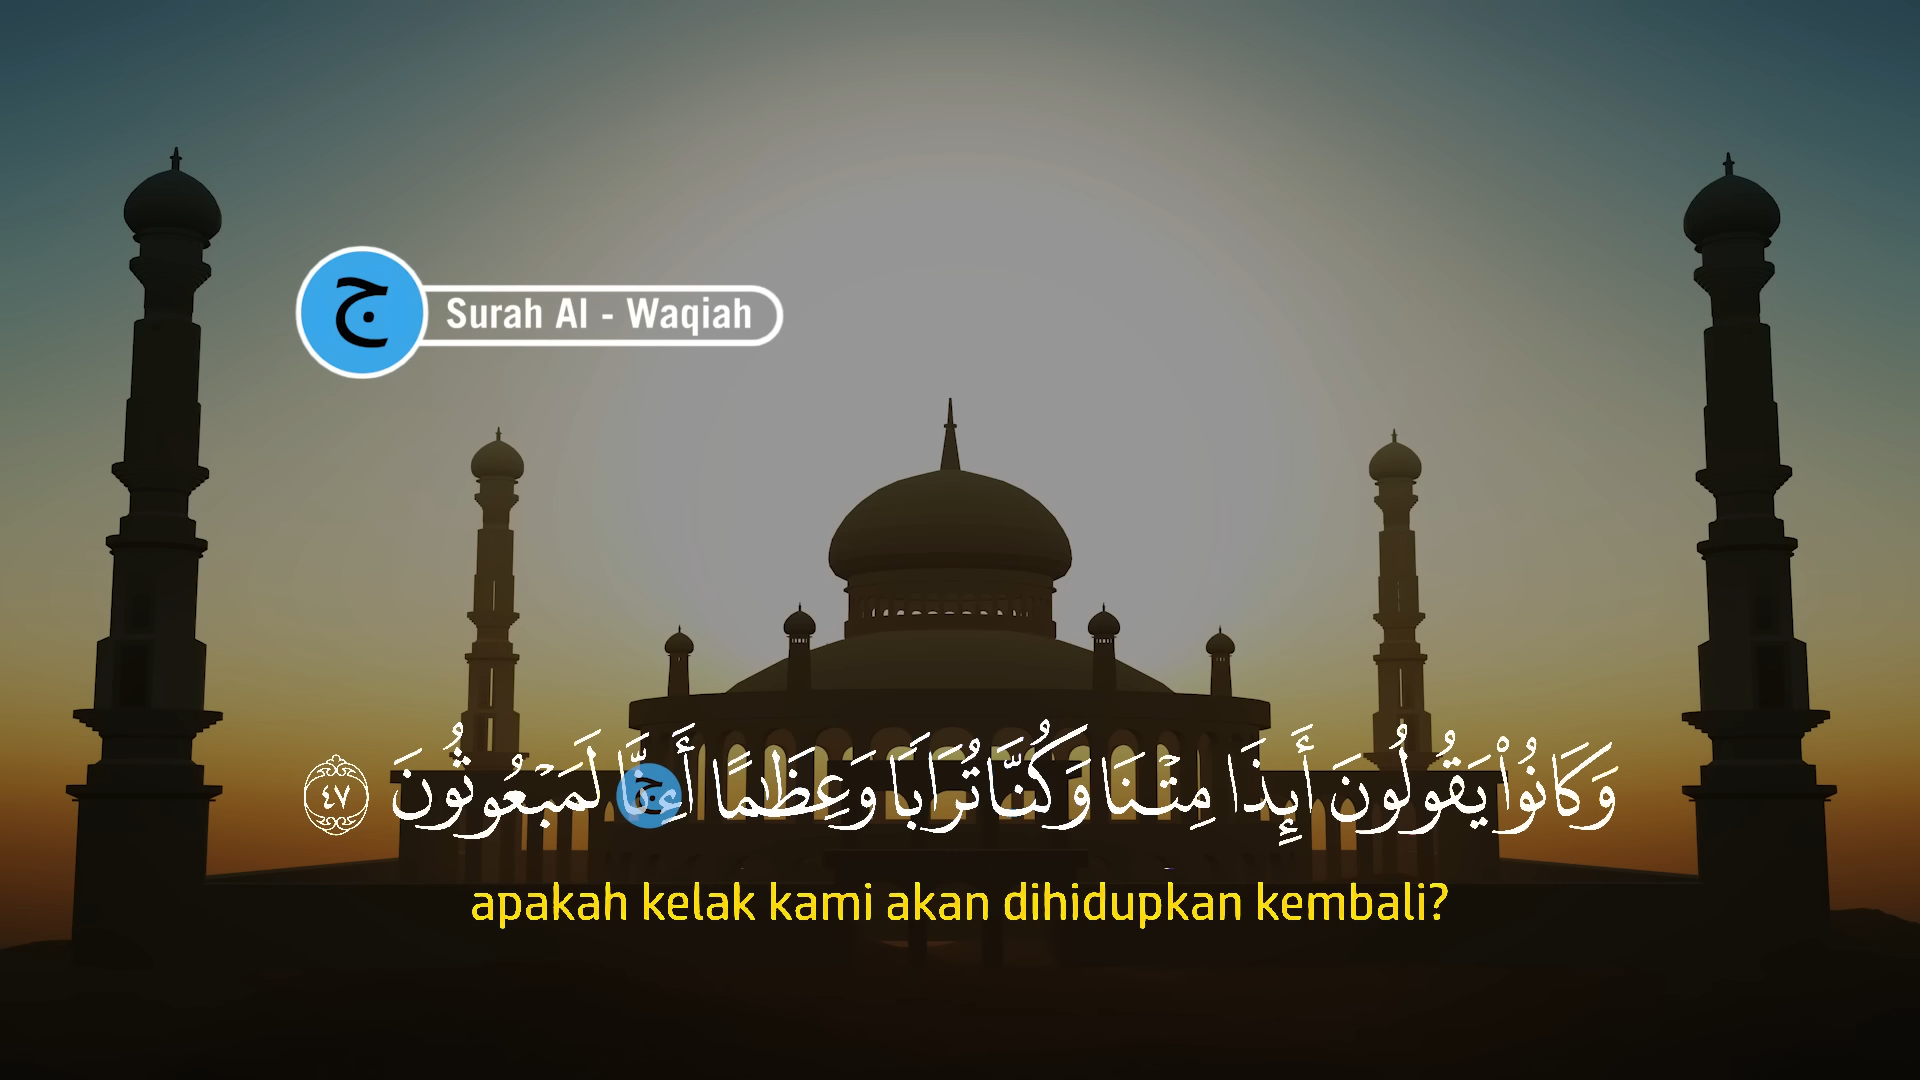 ج
Surah Al - Waqiah
وَكَانُوا۟ يَقُولُونَ أَئِذَا مِتْنَا وَكُنَّا تُرَابًا وَعِظَٰمًا أَءِنَّا لَمَبْعُوثُونَ ٤٧
ج
apakah kelak kami akan dihidupkan kembali?